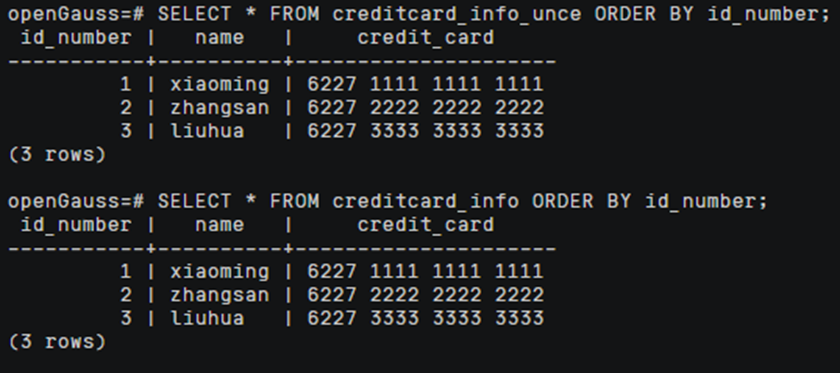 openGauss=# SELECT * FROM creditcard_info_unce ORDER BY id_number;
 id_number |   name   |     credit_card
-----------+----------+---------------------
         1 | xiaoming | 6227 1111 1111 1111
         2 | zhangsan | 6227 2222 2222 2222
         3 | liuhua   | 6227 3333 3333 3333
(3 rows)

openGauss=# SELECT * FROM creditcard_info ORDER BY id_number;
 id_number |   name   |     credit_card
-----------+----------+---------------------
         1 | xiaoming | 6227 1111 1111 1111
         2 | zhangsan | 6227 2222 2222 2222
         3 | liuhua   | 6227 3333 3333 3333
(3 rows)